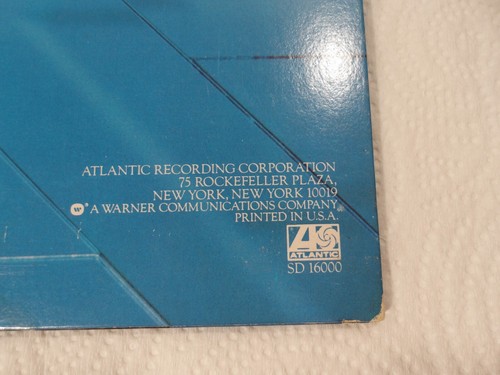 ATLANTIC RECORDING CORPORATION
75 ROCKEFELLER PLAZA,
NEW YORK, NEW YORK 10019
W ® A WARNER COMMUNICATIONS COMPANY
PRINTED IN U.S.A.
ATLANTIC
SD 16000